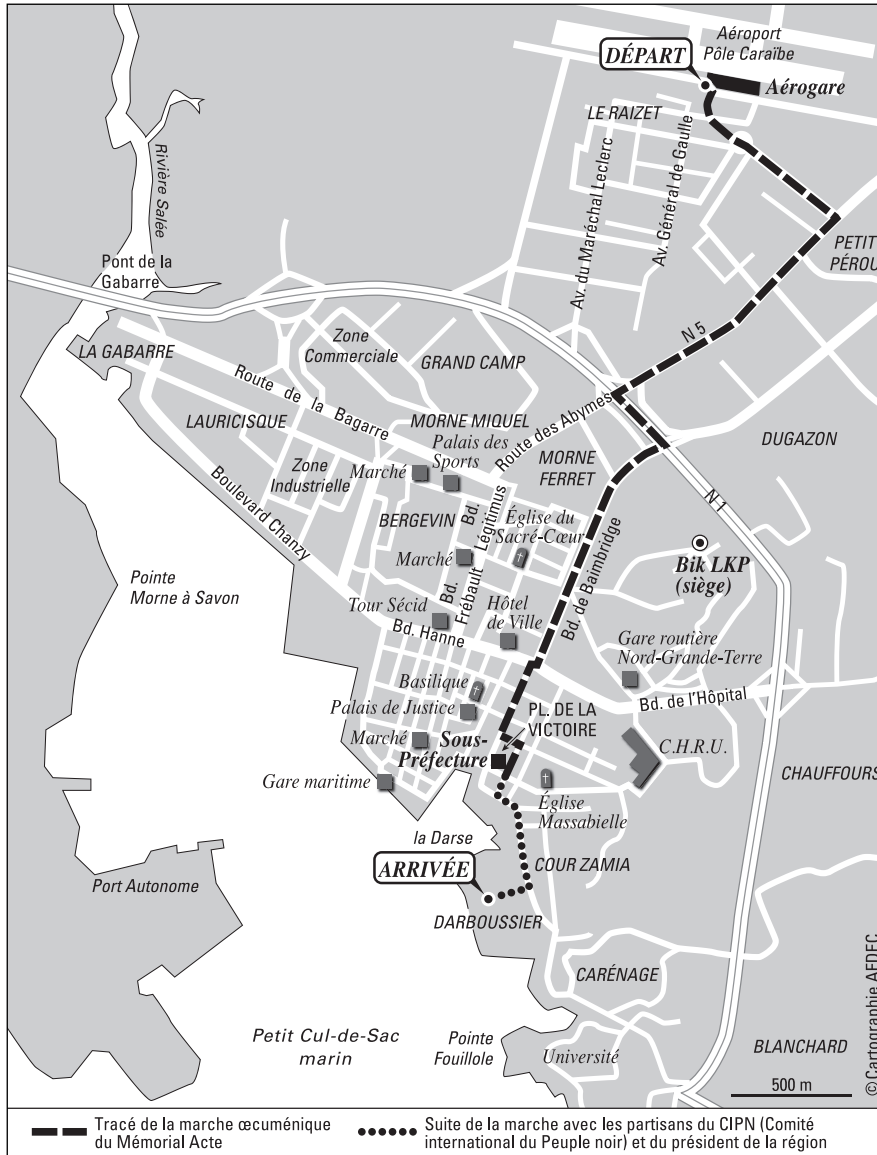 Aéroport
Pôle Caraïbe
DÉPART
Aérogare
LE RAIZET
Av. du Maréchal Leclerc
Av. Général de Gaulle
Rivière Salée
PETIT
PÉROU
Pont de la
Gabarre
N 5
LA GABARRE
Zone
Commerciale
GRAND CAMP
Route de la Bagarre
Route des Abymes
LAURICISQUE
MORNE MIQUEL
Palais des
Sports
MORNE
FERRET
DUGAZON
Zone
Industrielle
Marché
Boulevard Chanzy
BERGEVIN
Bd. Légitimus
Église du
Sacré-Cœur
N 1
Bik LKP
(siège)
Marché
Bd. Frébault
Bd. de Baimbridge
Pointe
Morne à Savon
Tour Sécid
Hôtel
de Ville
Bd. Hanne
Gare routière
Nord-Grande-Terre
Basilique
Bd. de l'Hôpital
Palais de Justice
PL. DE LA
VICTOIRE
Marché
Sous-
Préfecture
C.H.R.U.
CHAUFFOURS
Gare maritime
Église
Massabielle
la Darse
ARRIVÉE
COUR ZAMIA
Port Autonome
DARBOUSSIER
CARÉNAGE
Petit Cul-de-Sac
marin
Pointe
Fouillole
Université
BLANCHARD
500 m
© Cartographie AFDEC
Tracé de la marche œcuménique
du Mémorial Acte
Suite de la marche avec les partisans du CIPN (Comité
international du Peuple noir) et du président de la région